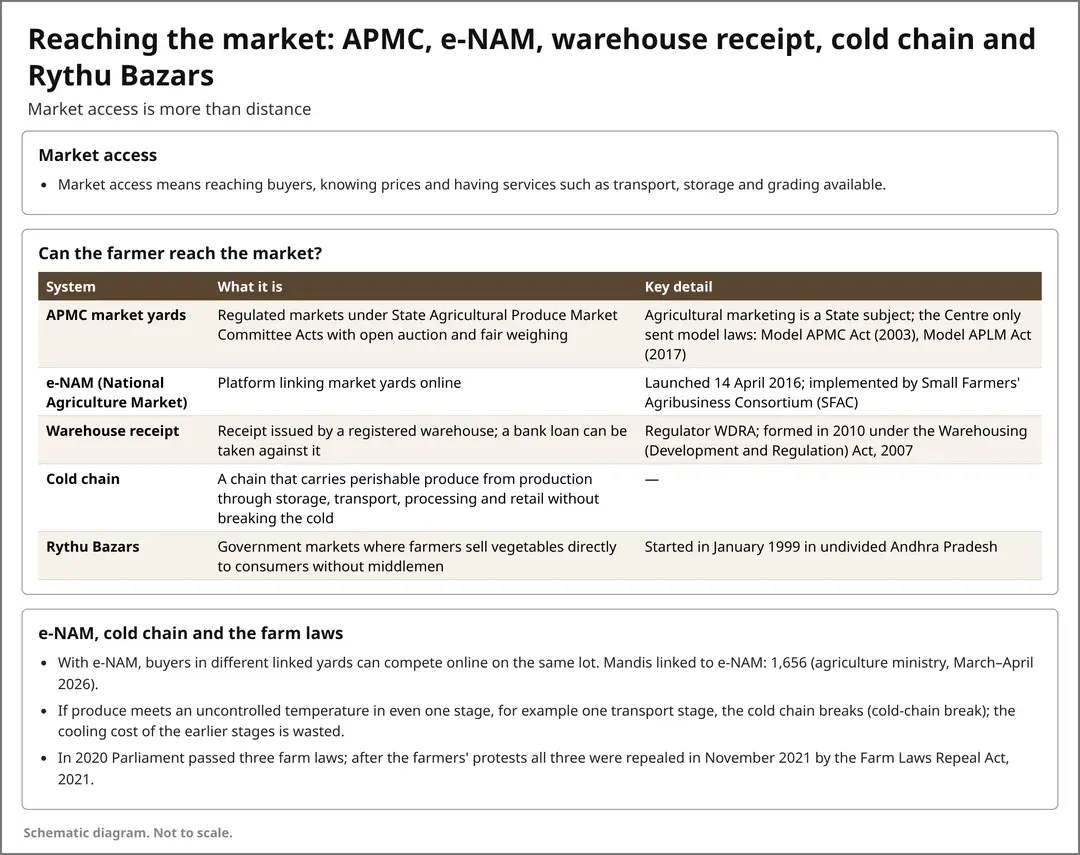 Reaching the market: APMC, e-NAM, warehouse receipt, cold chain and
Rythu Bazars
Market access is more than distance
Market access
• Market access means reaching buyers, knowing prices and having services such as transport, storage and grading available.
Can the farmer reach the market?
System What it is Key detail
APMC market yards
Regulated markets under State Agricultural Produce Market
Committee Acts with open auction and fair weighing
Agricultural marketing is a State subject; the Centre only
sent model laws: Model APMC Act (2003), Model APLM Act
(2017)
e-NAM (National
Agriculture Market)
Platform linking market yards online
Launched 14 April 2016; implemented by Small Farmers'
Agribusiness Consortium (SFAC)
Warehouse receipt
Receipt issued by a registered warehouse; a bank loan can be
taken against it
Regulator WDRA; formed in 2010 under the Warehousing
(Development and Regulation) Act, 2007
Cold chain
A chain that carries perishable produce from production
through storage, transport, processing and retail without
breaking the cold
—
Rythu Bazars
Government markets where farmers sell vegetables directly
to consumers without middlemen
Started in January 1999 in undivided Andhra Pradesh
e-NAM, cold chain and the farm laws
• With e-NAM, buyers in different linked yards can compete online on the same lot. Mandis linked to e-NAM: 1,656 (agriculture ministry, March–April
2026).
• If produce meets an uncontrolled temperature in even one stage, for example one transport stage, the cold chain breaks (cold-chain break); the
cooling cost of the earlier stages is wasted.
• In 2020 Parliament passed three farm laws; after the farmers' protests all three were repealed in November 2021 by the Farm Laws Repeal Act,
2021.
Schematic diagram. Not to scale.